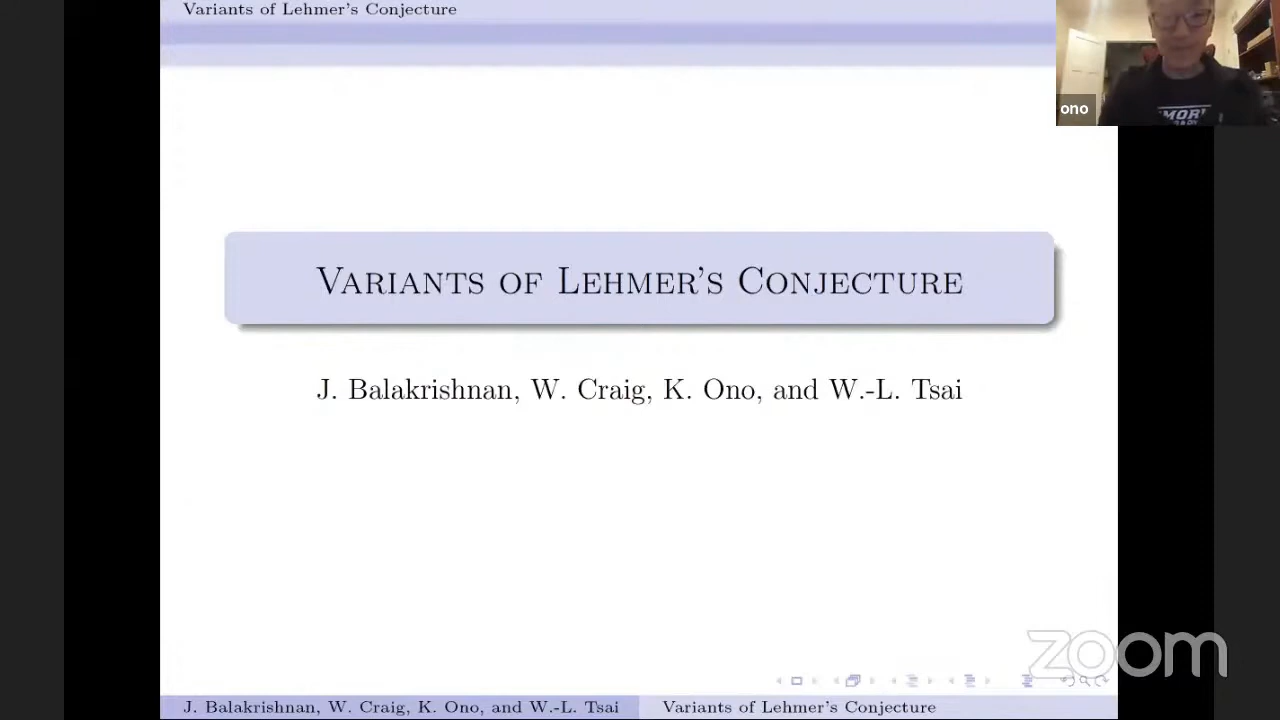 Variants of Lehmer's Conjecture
ono
VARIANTS OF LEHMER'S CONJECTURE
J. Balakrishnan, W. Craig, K. Ono, and W.-L. Tsai
zoom
J. Balakrishnan, W. Craig, K. Ono, and W.-L. Tsai
Variants of Lehmer's Conjecture